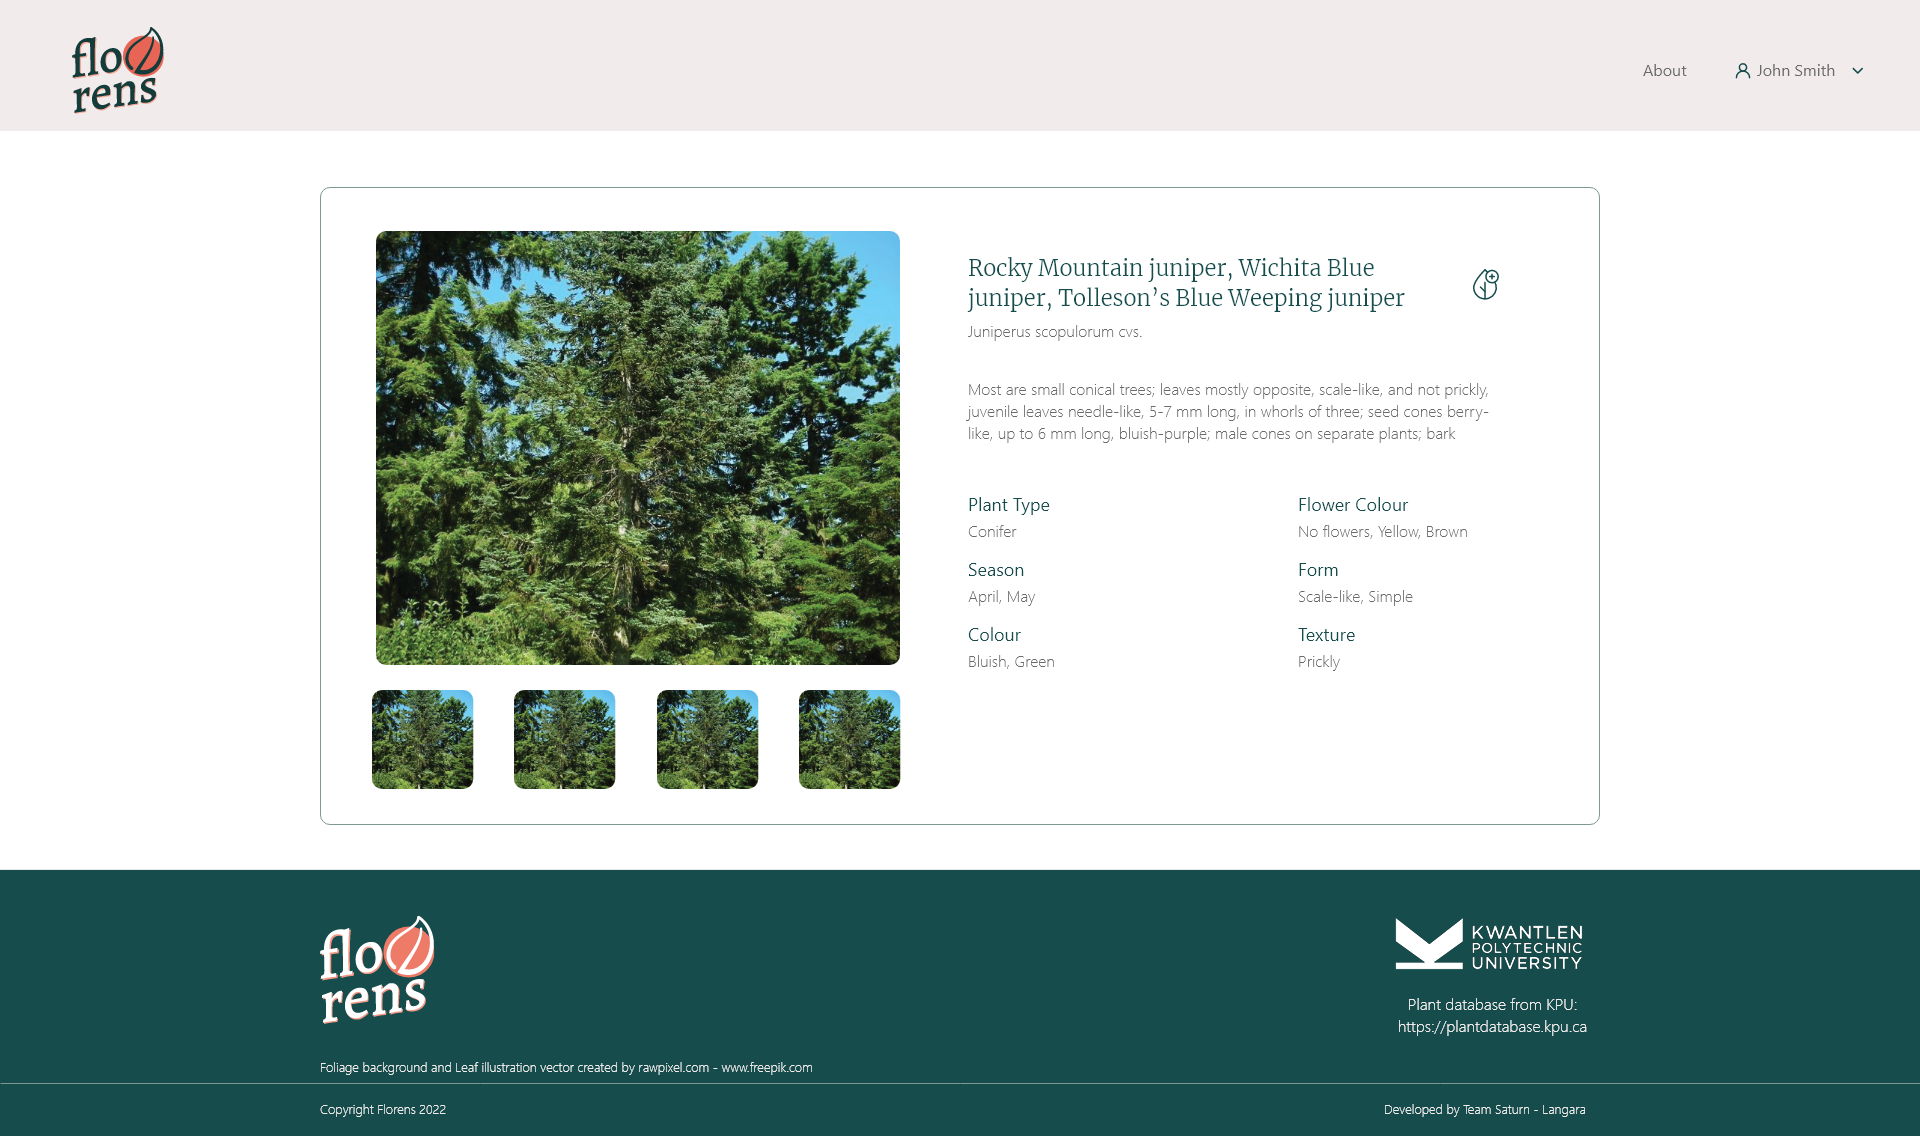 flo
rens
About
John Smith
Rocky Mountain juniper, Wichita Blue
juniper, Tolleson’s Blue Weeping juniper
Juniperus scopulorum cvs.
Most are small conical trees; leaves mostly opposite, scale-like, and not prickly,
juvenile leaves needle-like, 5-7 mm long, in whorls of three; seed cones berry-
like, up to 6 mm long, bluish-purple; male cones on separate plants; bark
Plant Type
Conifer
Flower Colour
No flowers, Yellow, Brown
Season
April, May
Form
Scale-like, Simple
Colour
Bluish, Green
Texture
Prickly
flo
rens
KWANTLEN
POLYTECHNIC
UNIVERSITY
Plant database from KPU:
https://plantdatabase.kpu.ca
Foliage background and Leaf illustration vector created by rawpixel.com - www.freepik.com
Copyright Florens 2022
Developed by Team Saturn - Langara